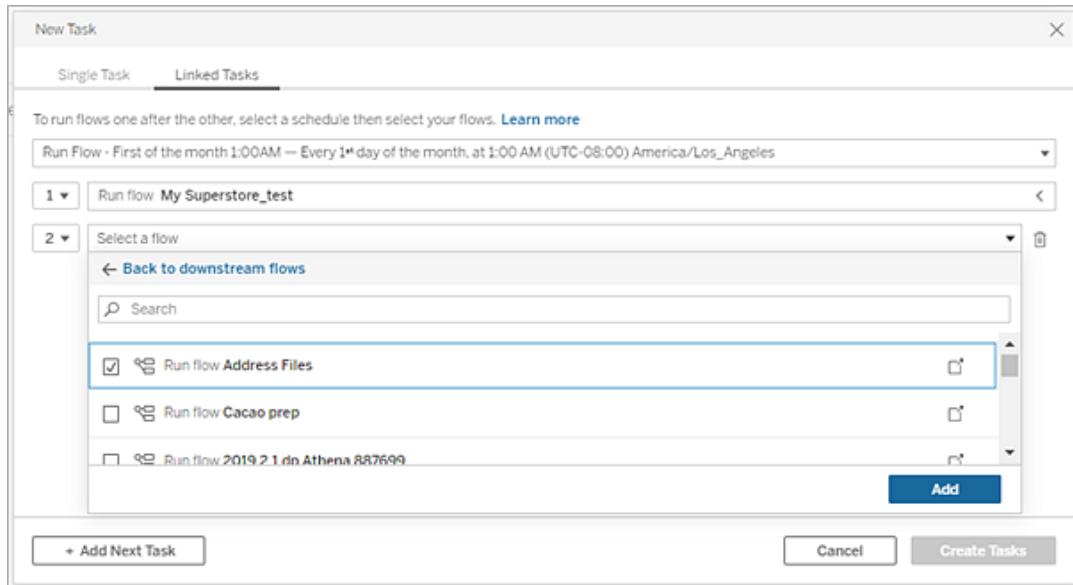 New Task
Single Task Linked Tasks
To run flows one after the other, select a schedule then select your flows. Learn more
Run Flow - First of the month 1:00AM — Every 1st day of the month, at 1:00 AM (UTC-08:00) America/Los_Angeles
1 Run flow My Superstore_test
2 Select a flow
Back to downstream flows
Search
Run flow Address Files
Run flow Cacao prep
Run flow 2019 2 1 dp Athena 887699
Add
+ Add Next Task Cancel Create Tasks